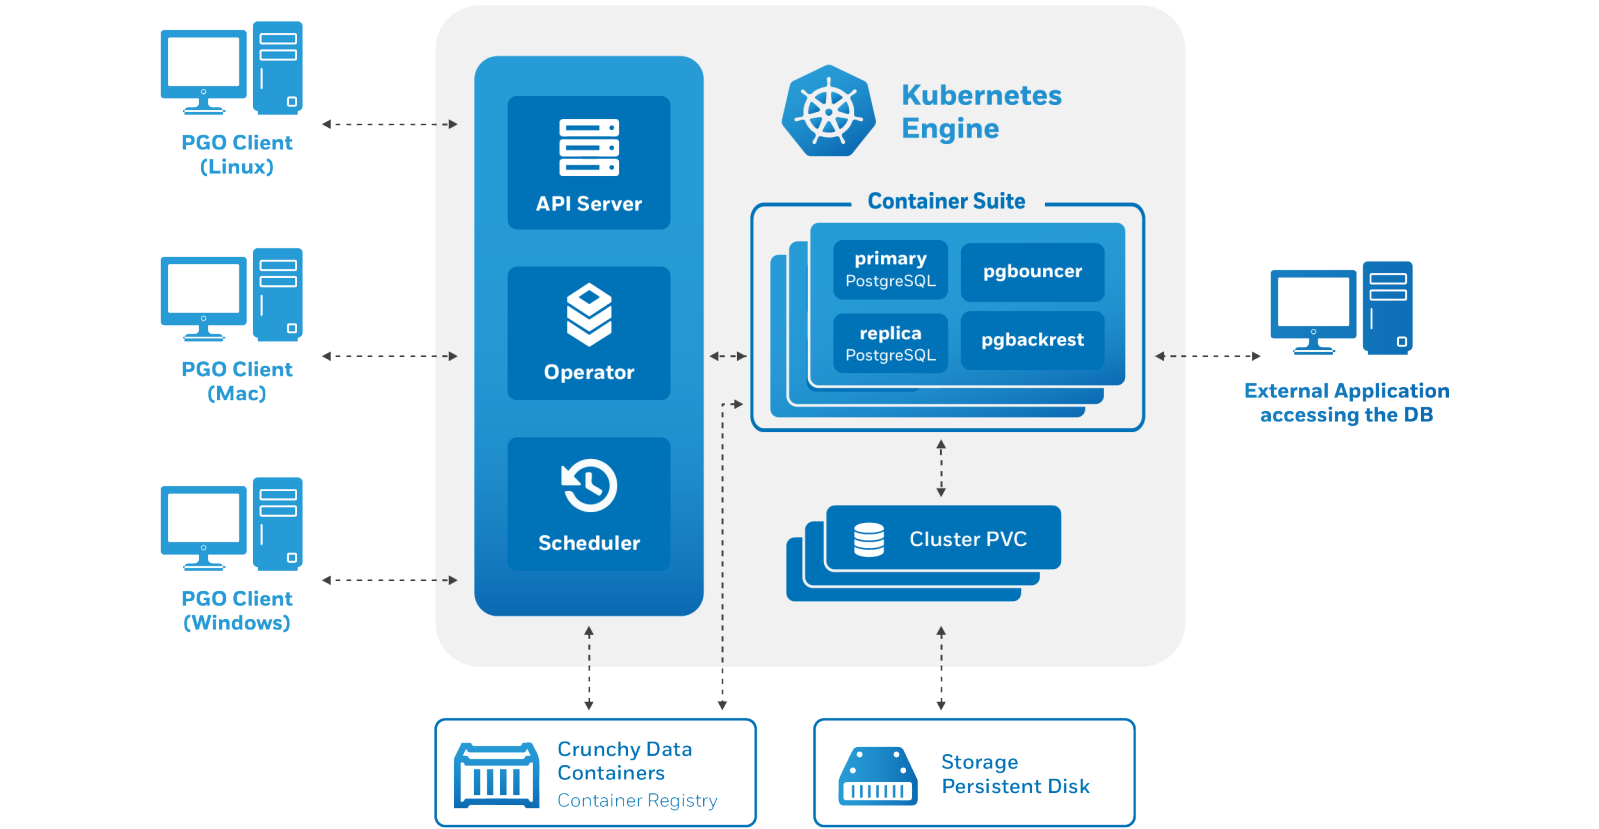 PGO Client
(Linux)
PGO Client
(Mac)
PGO Client
(Windows)
API Server
Operator
Scheduler
Kubernetes
Engine
Container Suite
primary
PostgreSQL
pgbouncer
replica
PostgreSQL
pgbackrest
Cluster PVC
External Application
accessing the DB
Crunchy Data
Containers
Container Registry
Storage
Persistent Disk